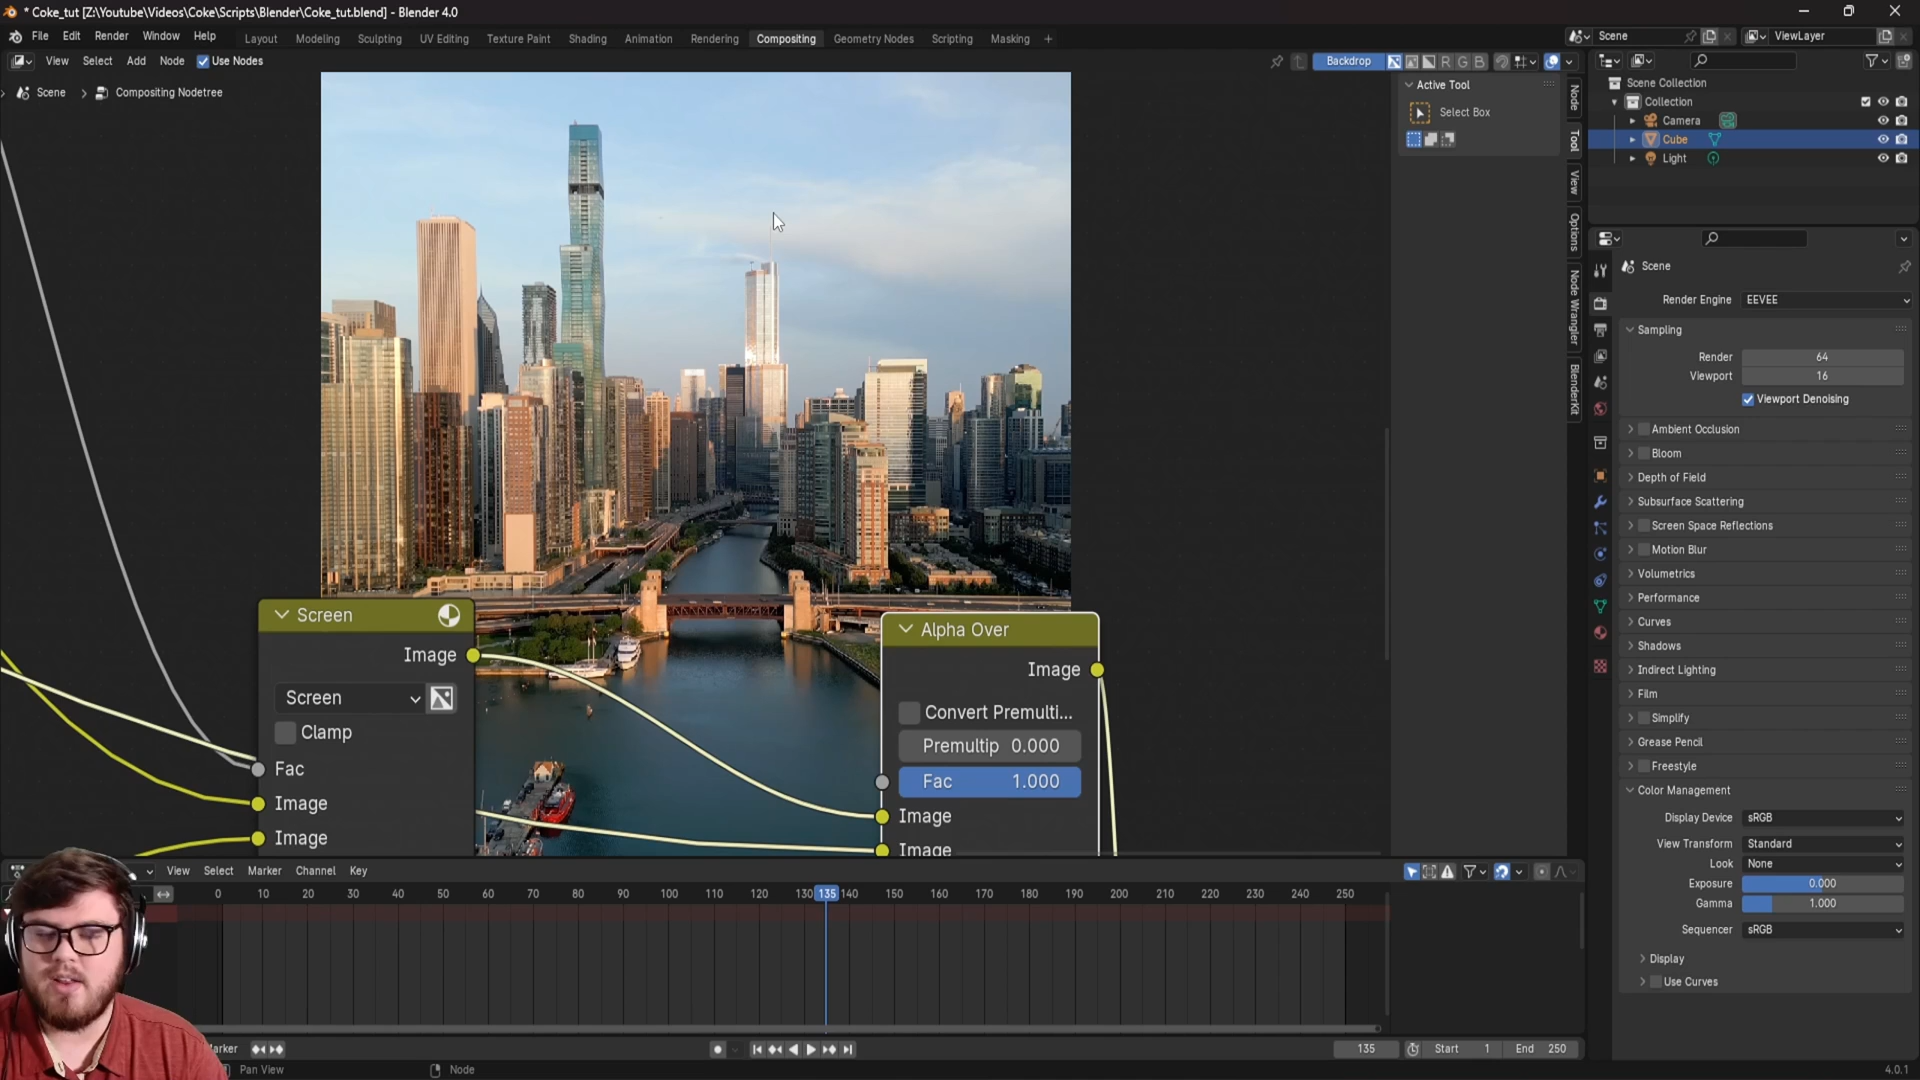 * Coke_tut [Z:\Youtube\Videos\Coke\Scripts\Blender\Coke_tut.blend] - Blender 4.0
File Edit Render Window Help Layout Modeling Sculpting UV Editing Texture Paint Shading Animation Rendering Compositing Geometry Nodes Scripting Masking + Scene ViewLayer
View Select Add Node Use Nodes Backdrop R G B
Scene > Compositing Nodetree
Active Tool
Select Box
Node
Tool
View
Options
Node Wrangler
BlenderKit
Scene Collection
Collection
Camera
Cube
Light
Scene
Render Engine EEVEE
Sampling
Render 64
Viewport 16
Viewport Denoising
Ambient Occlusion
Bloom
Depth of Field
Subsurface Scattering
Screen Space Reflections
Motion Blur
Volumetrics
Performance
Curves
Shadows
Indirect Lighting
Film
Simplify
Grease Pencil
Freestyle
Color Management
Display Device sRGB
View Transform Standard
Look None
Exposure 0.000
Gamma 1.000
Sequencer sRGB
Display
Use Curves
Screen
Image
Screen
Clamp
Fac
Image
Image
Alpha Over
Image
Convert Premulti...
Premultip 0.000
Fac 1.000
Image
Image
View Select Marker Channel Key
0 10 20 30 40 50 60 70 80 90 100 110 120 130 135 140 150 160 170 180 190 200 210 220 230 240 250
arker 135 Start 1 End 250
Pan View Node 4.0.1